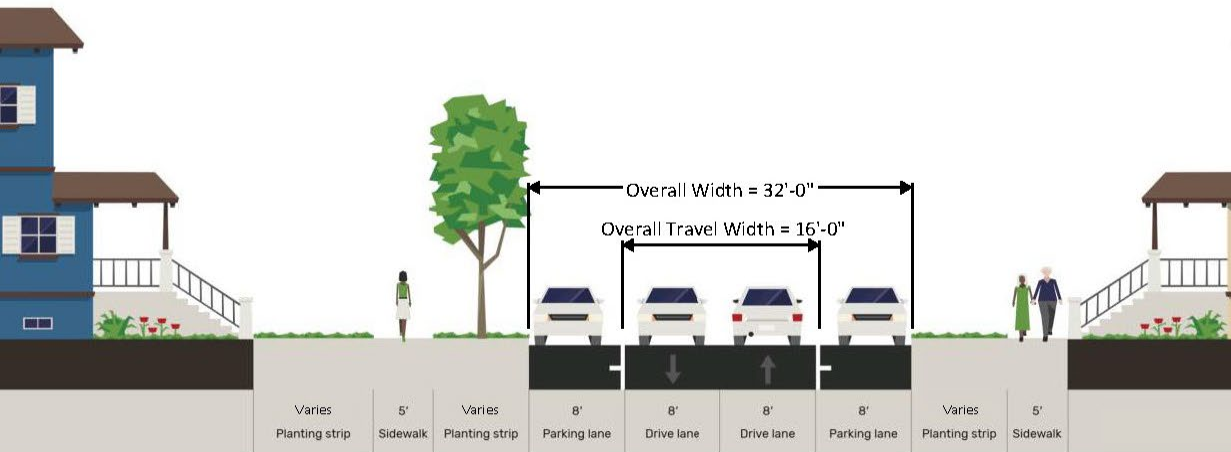 Overall Width = 32'-0"
Overall Travel Width = 16'-0"
Varies 5' Varies 8' 8' 8' 8' Varies 5'
Planting strip Sidewalk Planting strip Parking lane Drive lane Drive lane Parking lane Planting strip Sidewalk